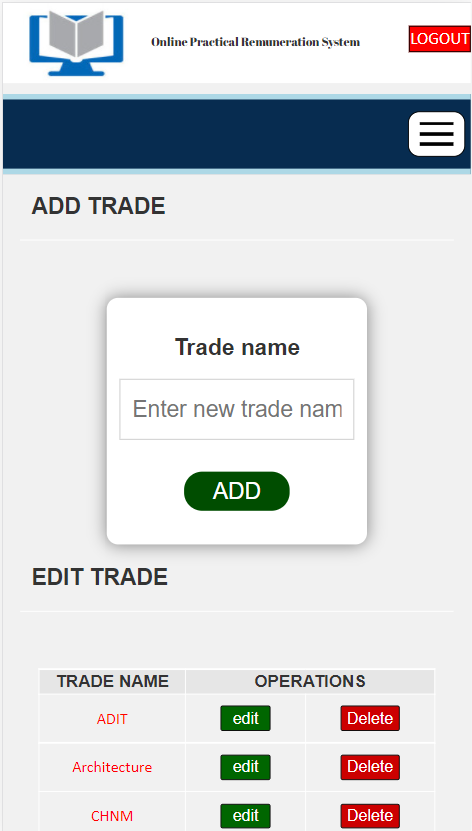 Online Practical Remuneration System
LOGOUT
ADD TRADE
Trade name
Enter new trade nam
ADD
EDIT TRADE
TRADE NAME OPERATIONS
ADIT edit Delete
Architecture edit Delete
CHNM edit Delete